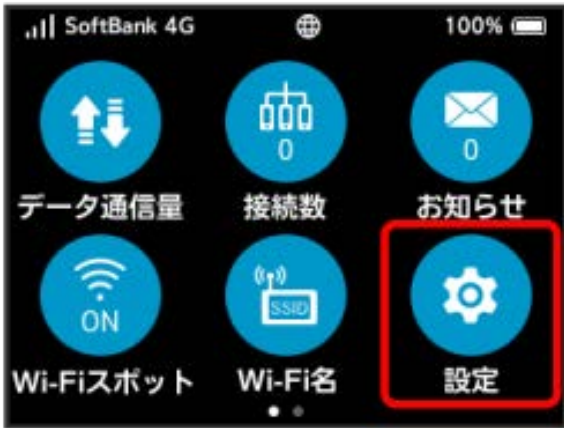 SoftBank 4G 100%
0 0
データ通信量 接続数 お知らせ
ON SSID
Wi-Fiスポット Wi-Fi名 設定